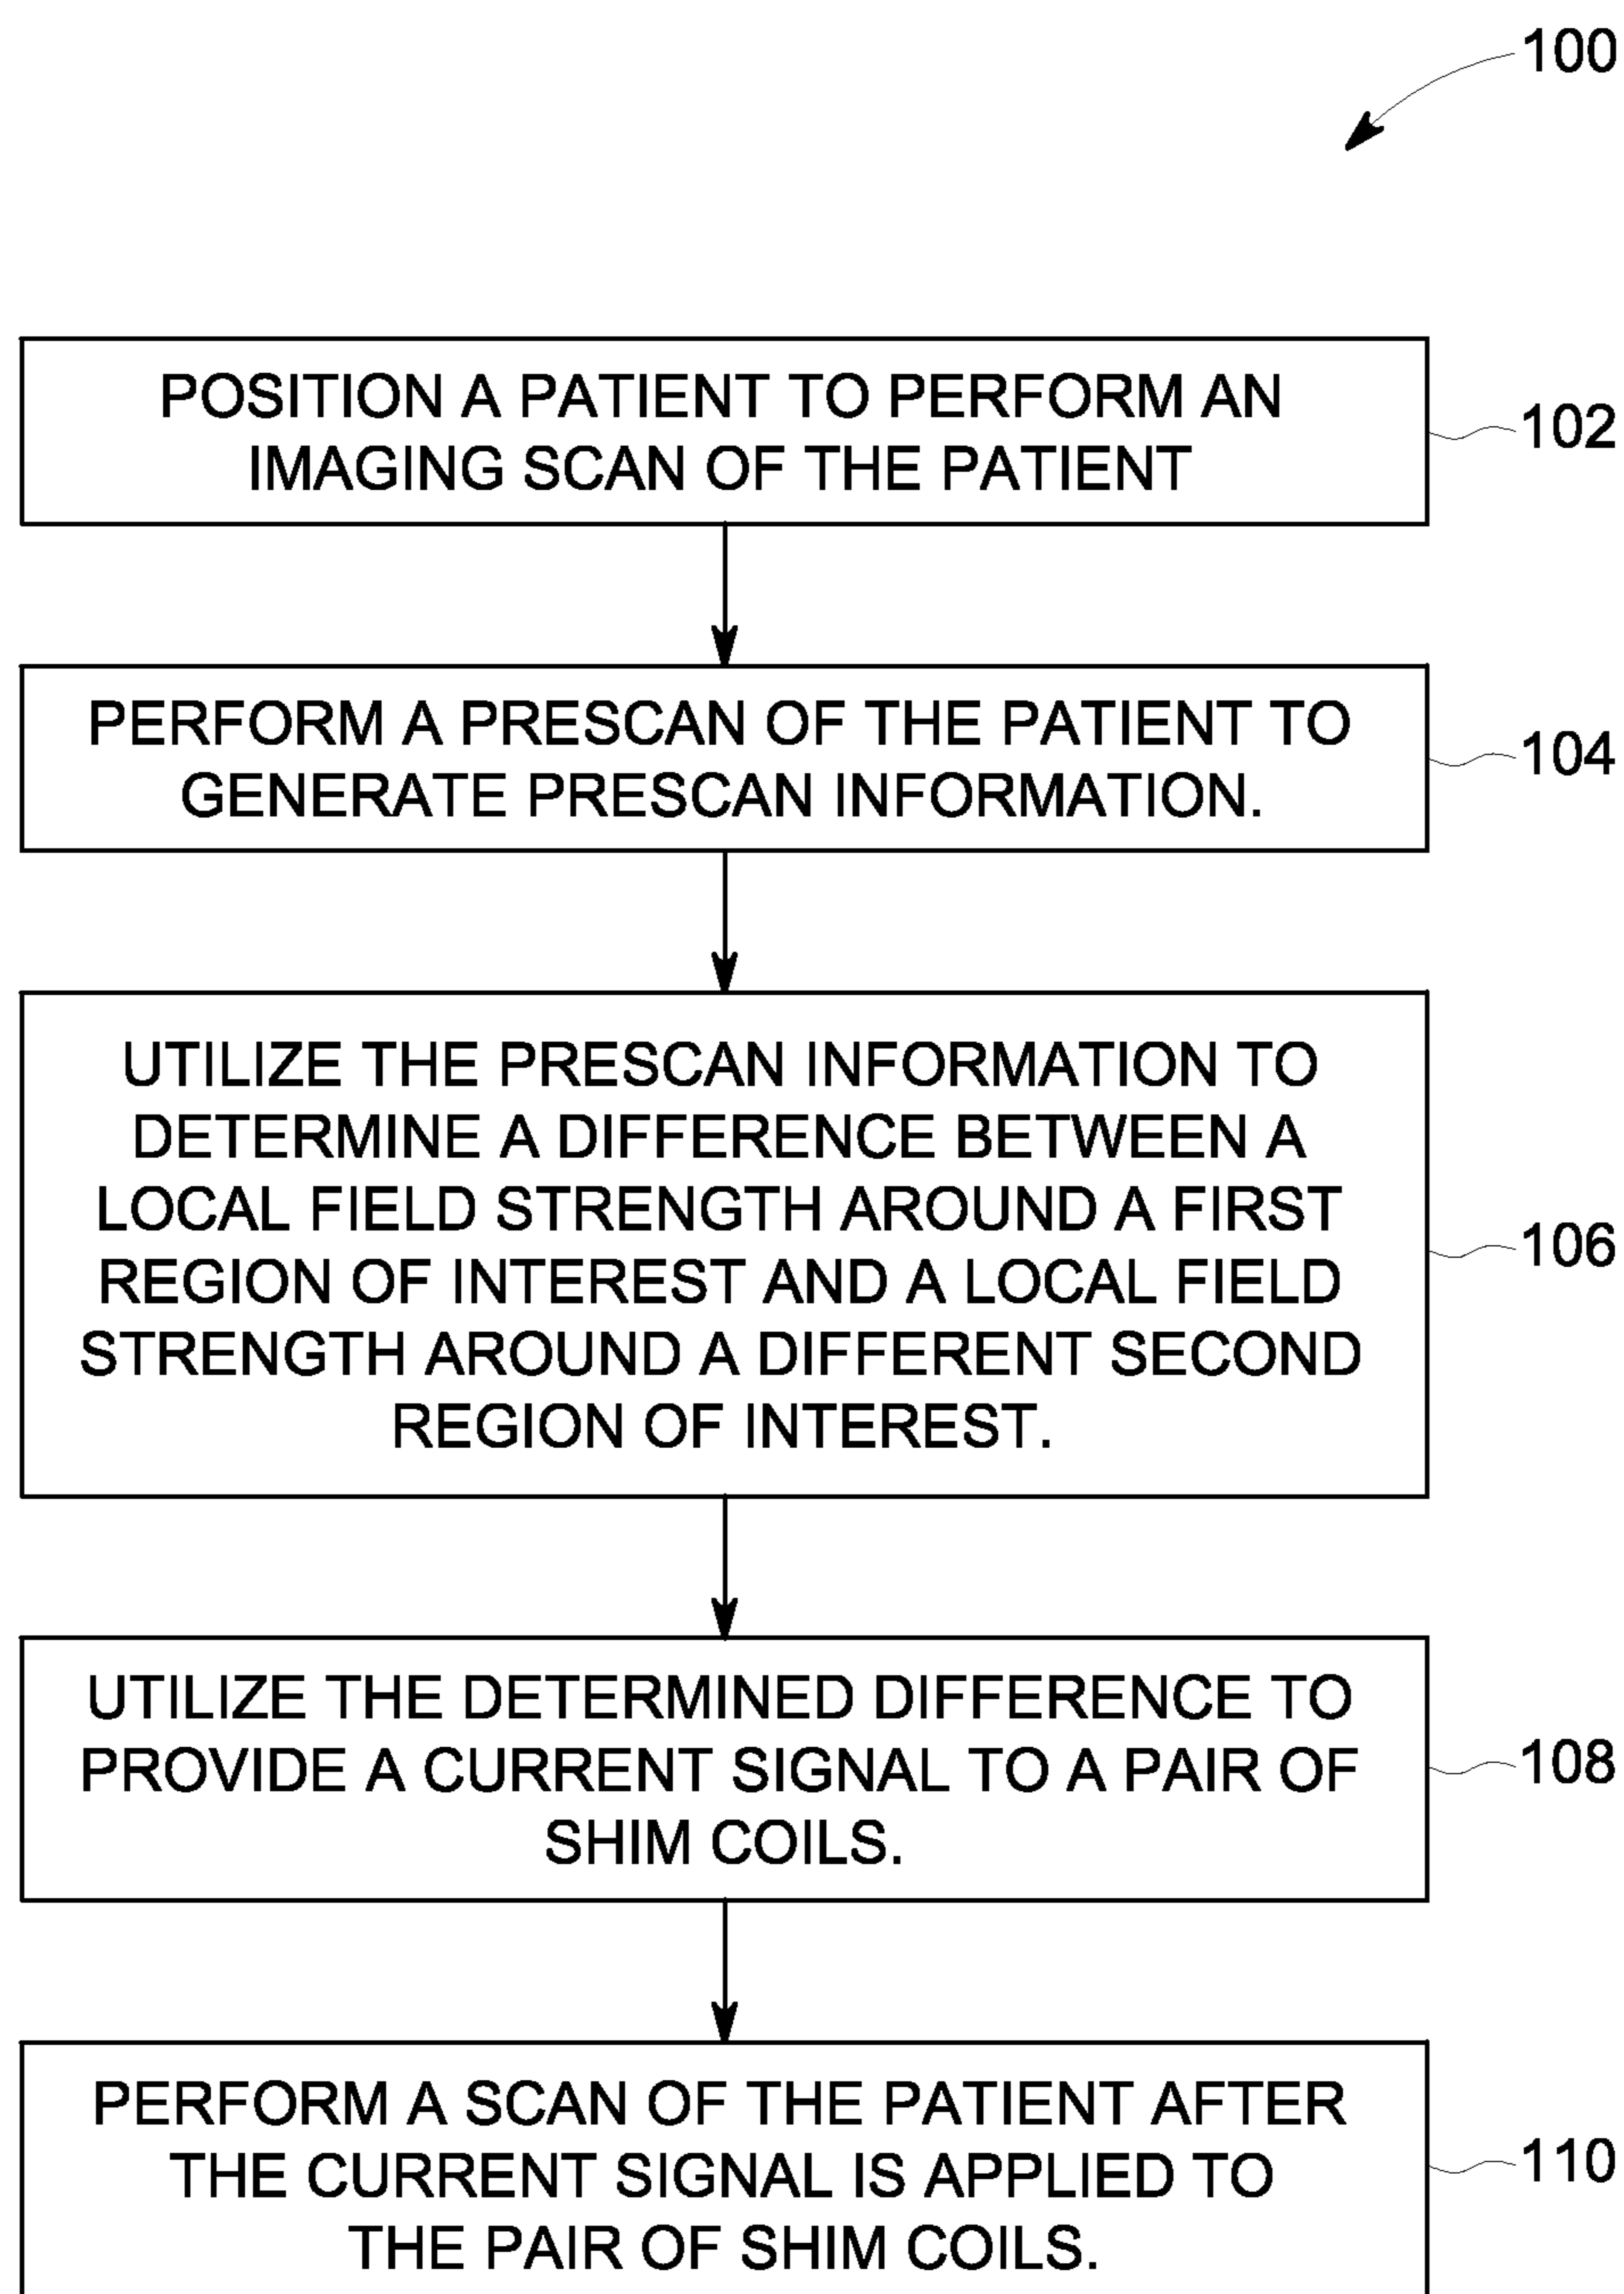 100
POSITION A PATIENT TO PERFORM AN
IMAGING SCAN OF THE PATIENT
102
PERFORM A PRESCAN OF THE PATIENT TO
GENERATE PRESCAN INFORMATION.
104
UTILIZE THE PRESCAN INFORMATION TO
DETERMINE A DIFFERENCE BETWEEN A
LOCAL FIELD STRENGTH AROUND A FIRST
REGION OF INTEREST AND A LOCAL FIELD
STRENGTH AROUND A DIFFERENT SECOND
REGION OF INTEREST.
106
UTILIZE THE DETERMINED DIFFERENCE TO
PROVIDE A CURRENT SIGNAL TO A PAIR OF
SHIM COILS.
108
PERFORM A SCAN OF THE PATIENT AFTER
THE CURRENT SIGNAL IS APPLIED TO
THE PAIR OF SHIM COILS.
110